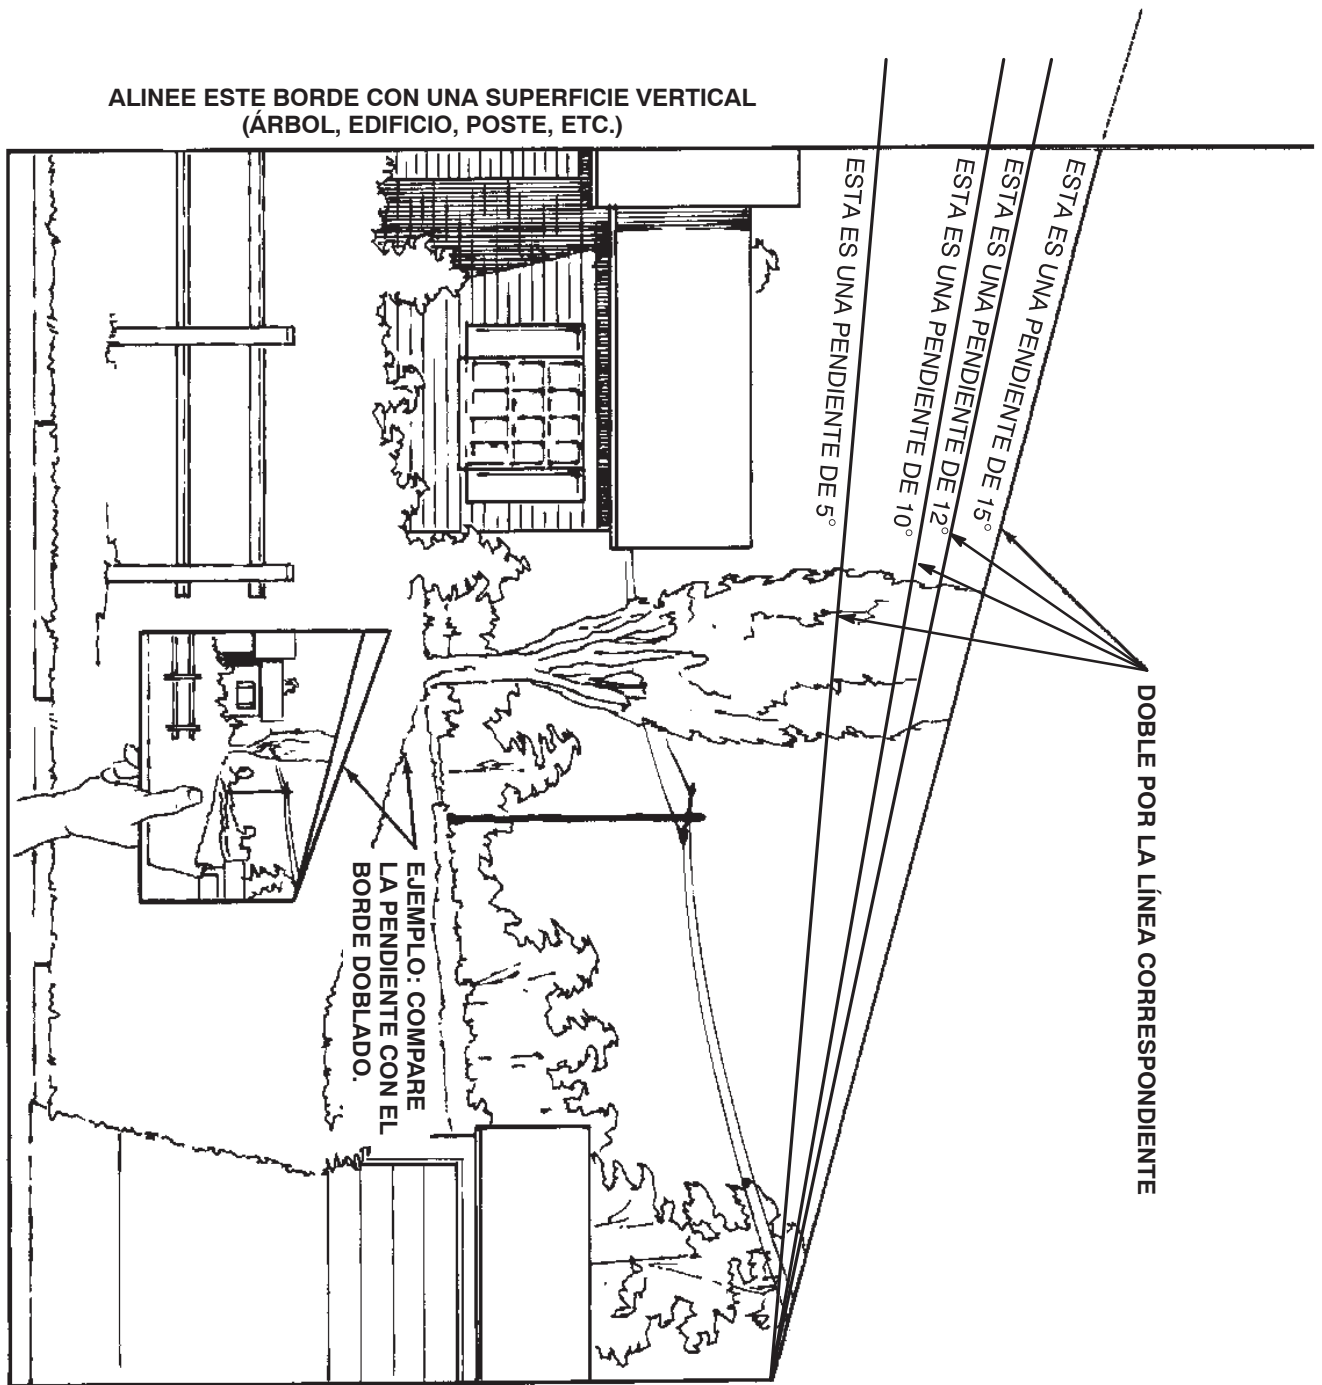 ALINEE ESTE BORDE CON UNA SUPERFICIE VERTICAL
(ÁRBOL, EDIFICIO, POSTE, ETC.)
ESTA ES UNA PENDIENTE DE 5°
ESTA ES UNA PENDIENTE DE 10°
ESTA ES UNA PENDIENTE DE 12°
ESTA ES UNA PENDIENTE DE 15°
DOBLE POR LA LÍNEA CORRESPONDIENTE
EJEMPLO: COMPARE
LA PENDIENTE CON EL
BORDE DOBLADO.